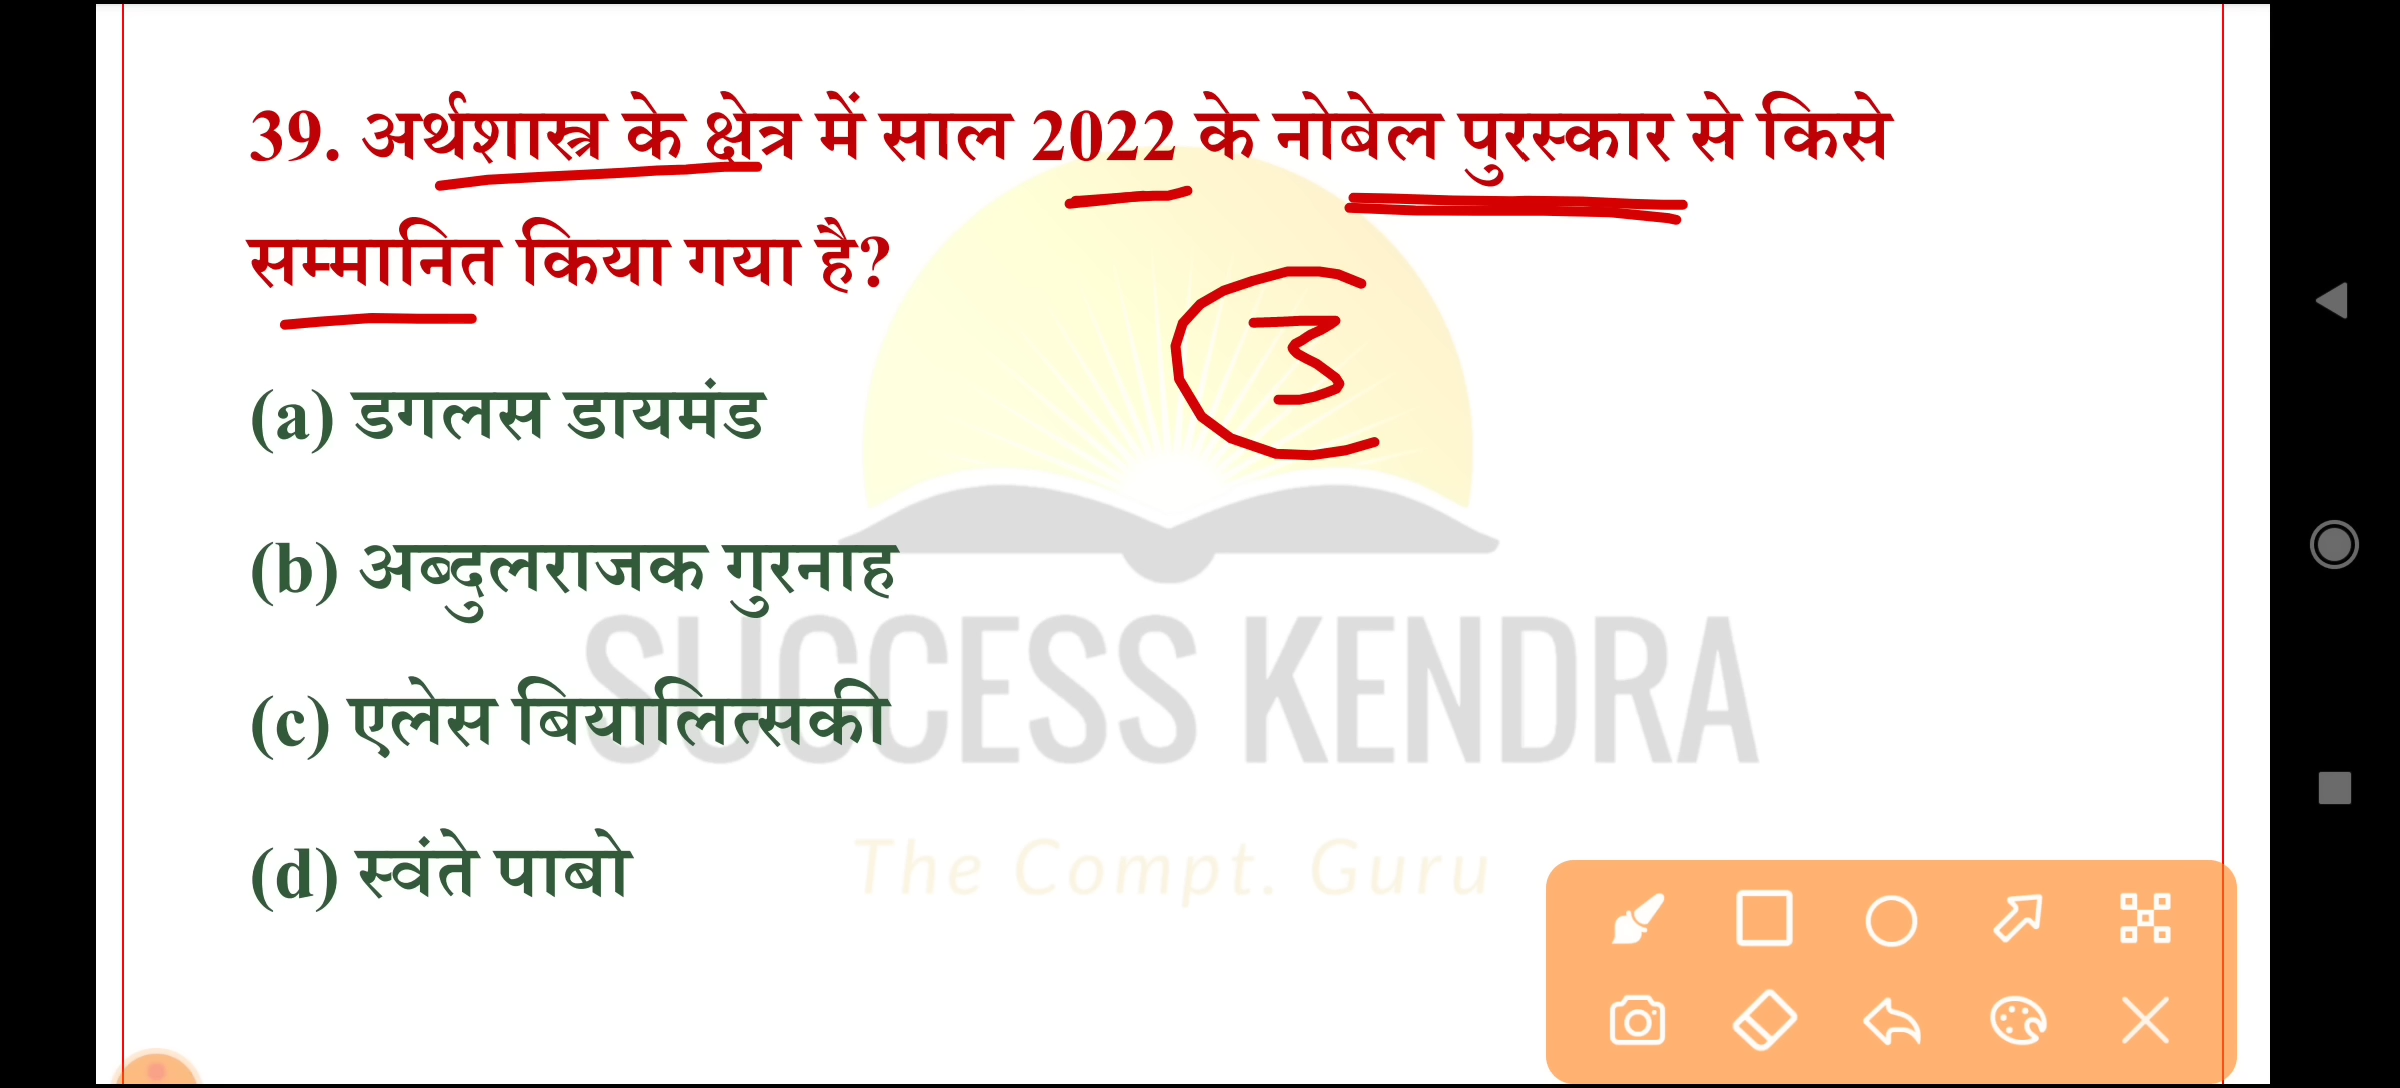 39. अर्थशास्त्र के क्षेत्र में साल 2022 के नोबेल पुरस्कार से किसे
सम्मानित किया गया है?
3
(a) डगलस डायमंड
(b) अब्दुलराजक गुरनाह
(c) एलेस बियालित्सकी
(d) स्वंते पाबो
SUCCESS KENDRA
The Compt. Guru